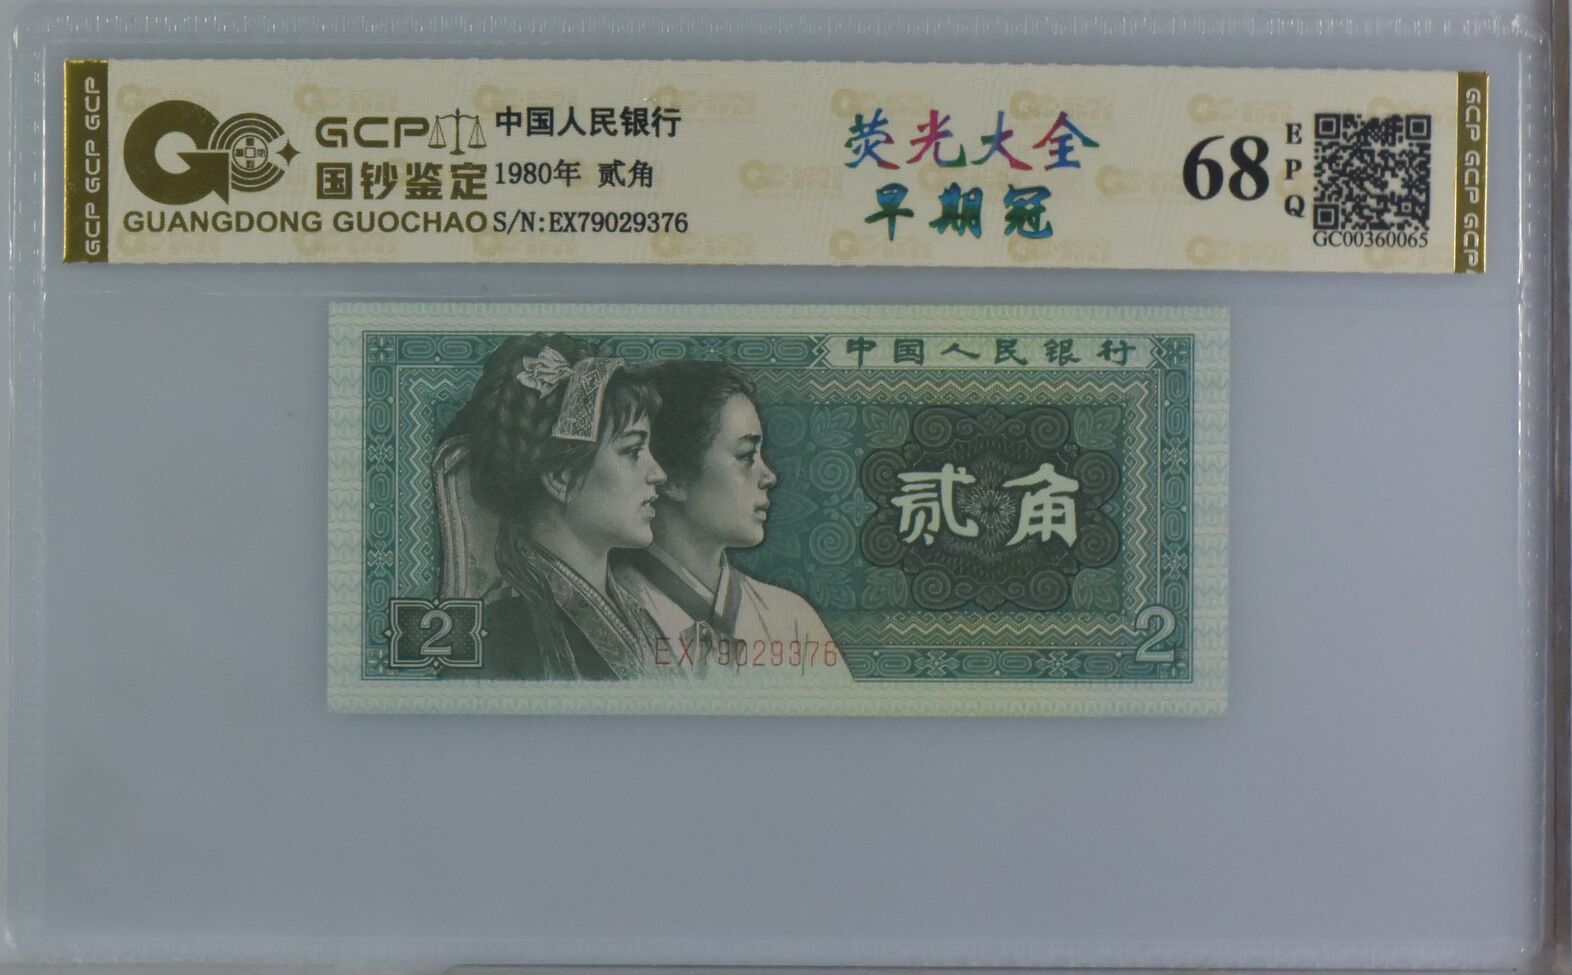 GCP GCP GCP
GCP
国钞鉴定
GUANGDONG GUOCHAO
中国人民银行
1980年 贰角
S/N:EX79029376
荧光大全
早期冠
68
EPQ
GC00360065
GCP GCP GCP
中国人民银行
贰角
2
2
EX79029376